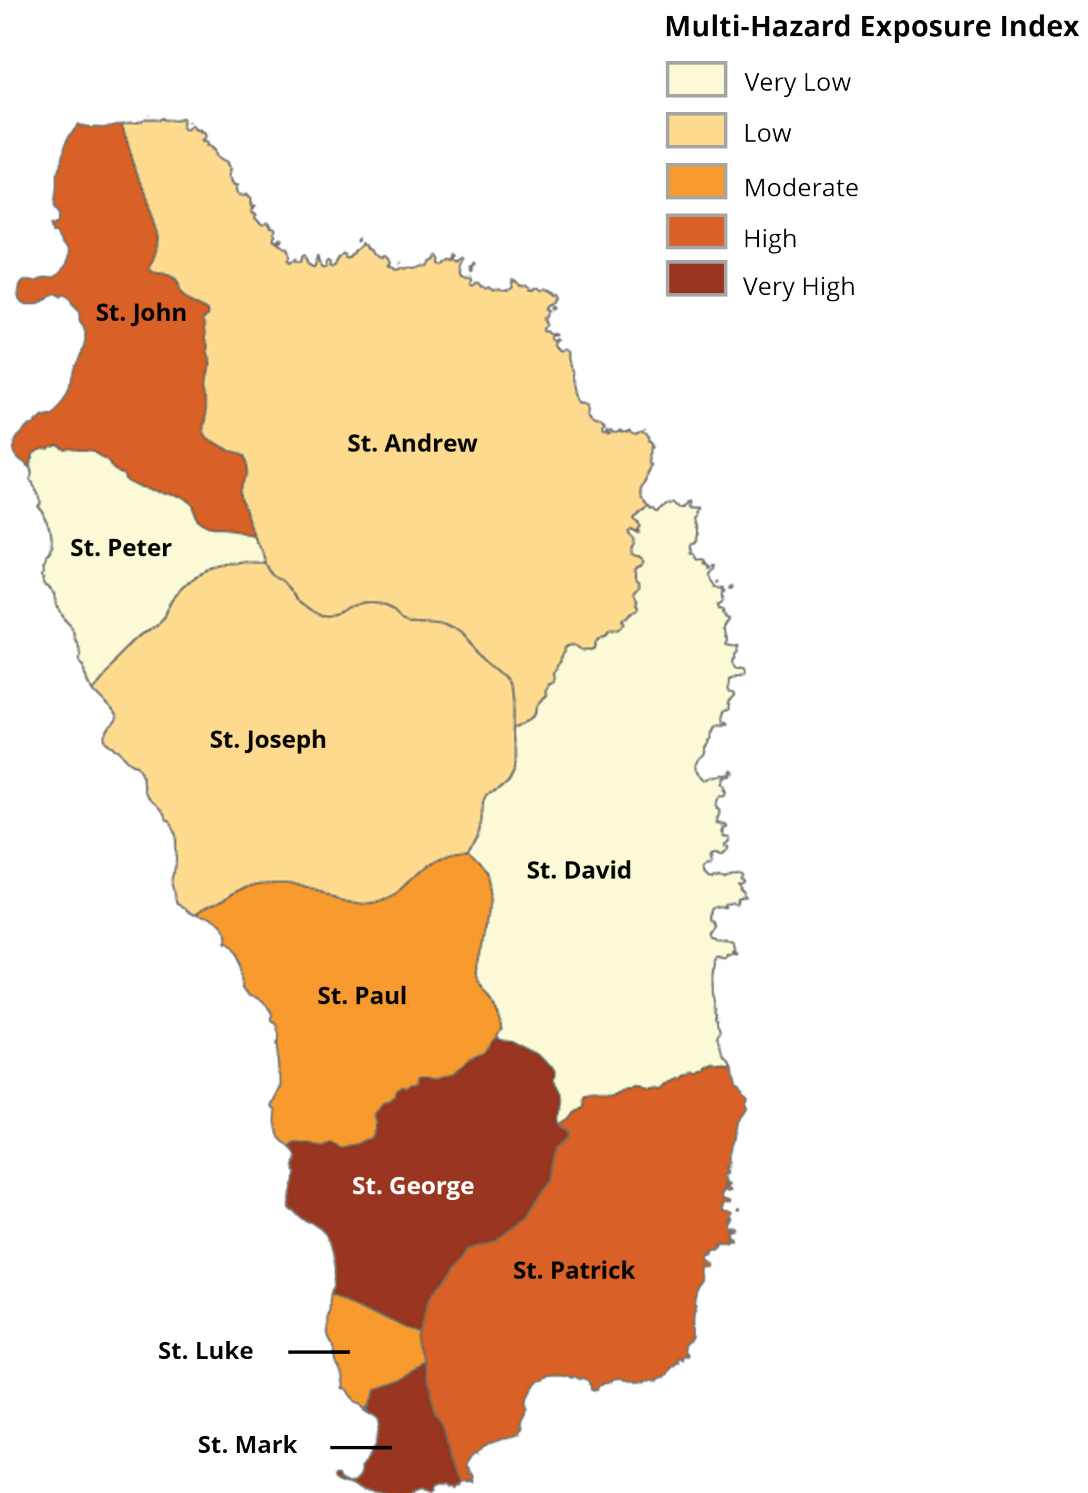 Multi-Hazard Exposure Index
Very Low
Low
Moderate
High
Very High
St. John
St. Andrew
St. Peter
St. Joseph
St. David
St. Paul
St. George
St. Patrick
St. Luke
St. Mark